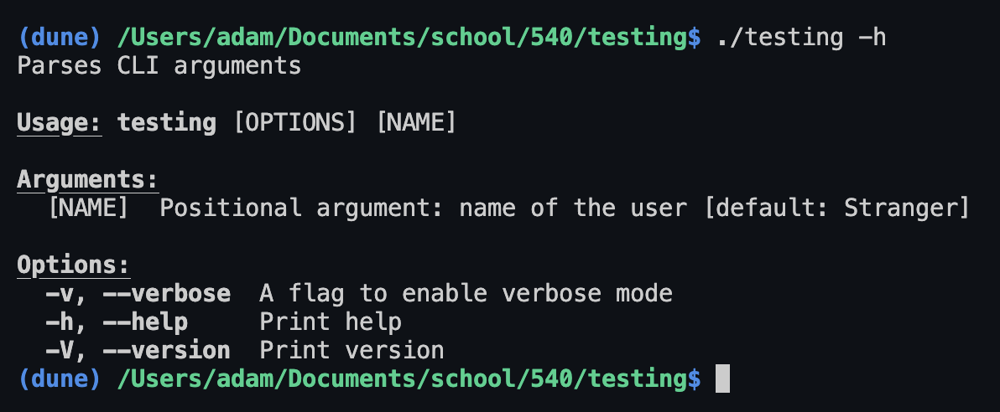 (dune) /Users/adam/Documents/school/540/testing$ ./testing -h
Parses CLI arguments
Usage: testing [OPTIONS] [NAME]
Arguments:
  [NAME]  Positional argument: name of the user [default: Stranger]
Options:
  -v, --verbose  A flag to enable verbose mode
  -h, --help     Print help
  -V, --version  Print version
(dune) /Users/adam/Documents/school/540/testing$